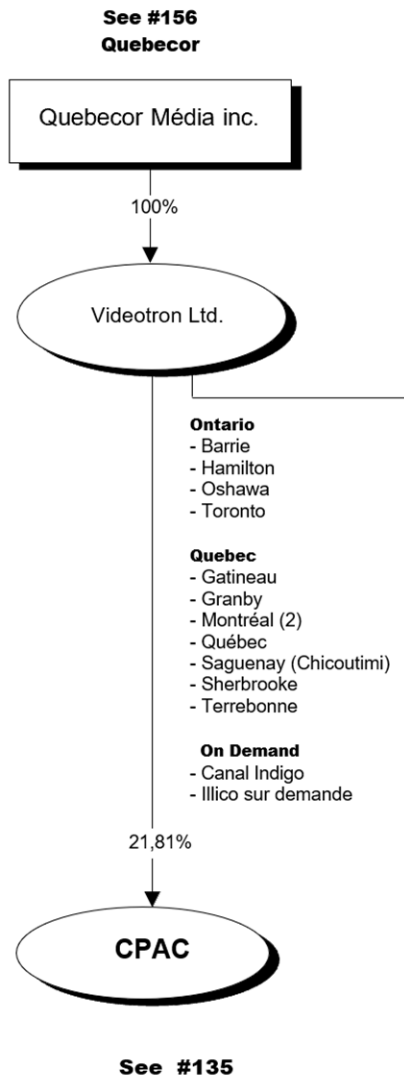 See #156
Quebecor
Quebecor Média inc.
100%
Videotron Ltd.
Ontario
- Barrie
- Hamilton
- Oshawa
- Toronto
Quebec
- Gatineau
- Granby
- Montréal (2)
- Québec
- Saguenay (Chicoutimi)
- Sherbrooke
- Terrebonne
On Demand
- Canal Indigo
- Illico sur demande
21,81%
CPAC
See #135